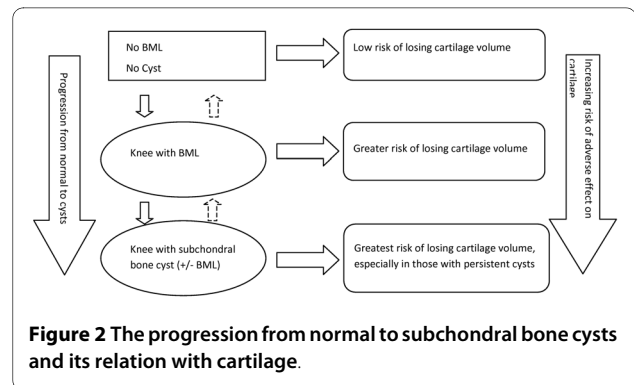 No BML
No Cyst
Low risk of losing cartilage volume
Progression from normal to cysts
Increasing risk of adverse effect on
cartilage
Knee with BML
Greater risk of losing cartilage volume
Knee with subchondral
bone cyst (+/- BML)
Greatest risk of losing cartilage volume,
especially in those with persistent cysts
Figure 2 The progression from normal to subchondral bone cysts
and its relation with cartilage.